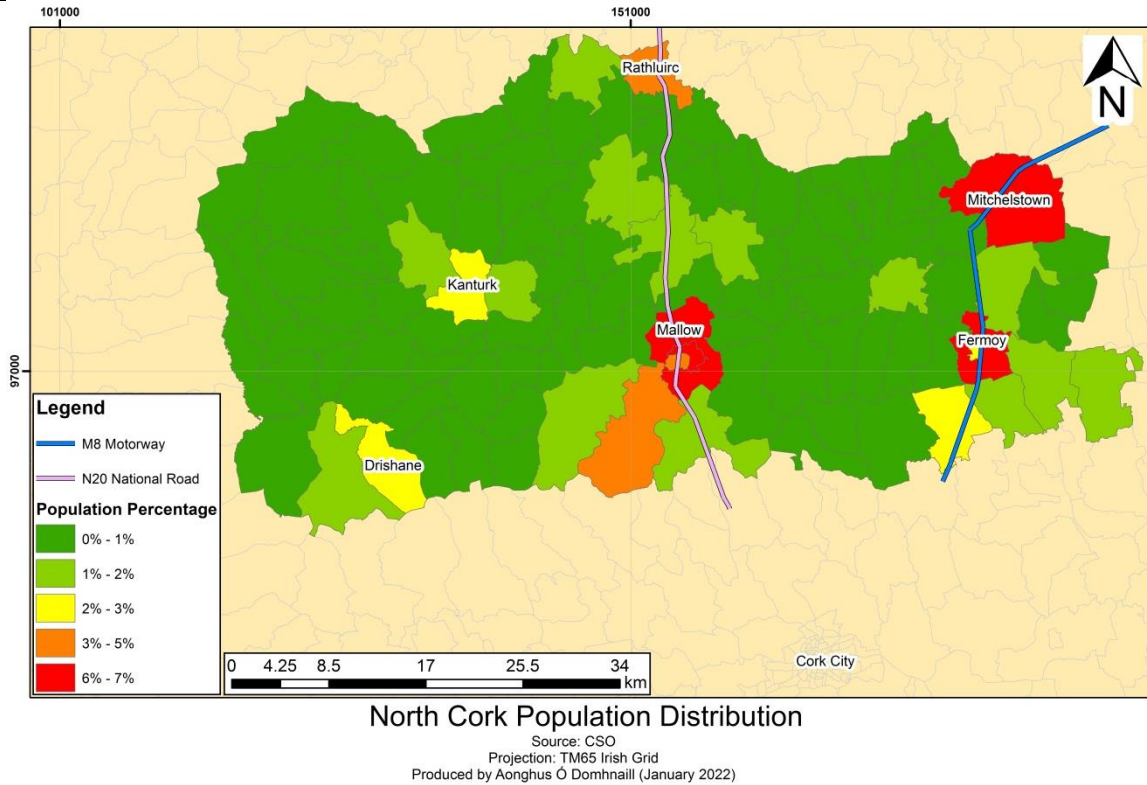 101000
151000
Rathluirc
N
Mitchelstown
Kanturk
Mallow
Fermoy
97000
Legend
M8 Motorway
N20 National Road
Drishane
Population Percentage
0% - 1%
1% - 2%
2% - 3%
3% - 5%
6% - 7%
0 4.25 8.5 17 25.5 34
km
Cork City
North Cork Population Distribution
Source: CSO
Projection: TM65 Irish Grid
Produced by Aonghus Ó Domhnaill (January 2022)